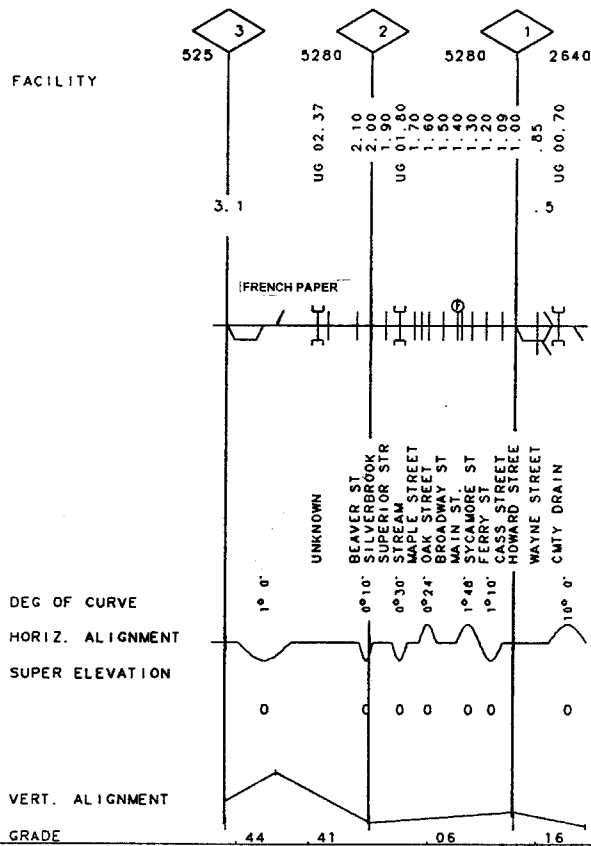 3 2 1
525 5280 5280 2640
FACILITY
UG 02.37
2.10
2.00
1.90
UG 01.80
1.70
1.60
1.50
1.40
1.30
1.20
1.09
1.00
.85
UG 00.70
3.1 .5
FRENCH PAPER
P
UNKNOWN
BEAVER ST
SILVERBROOK
SUPERIOR STR
STREAM
MAPLE STREET
OAK STREET
BROADWAY ST
MAIN ST.
SYCAMORE ST
FERRY ST
CASS STREET
HOWARD STREE
WAYNE STREET
CMTY DRAIN
DEG OF CURVE 1° 0' 0°10' 0°30' 0°24' 1°48' 1°10' 10° 0'
HORIZ. ALIGNMENT
SUPER ELEVATION
0 0 0 0 0 0 0
VERT. ALIGNMENT
GRADE .44 .41 .06 .16